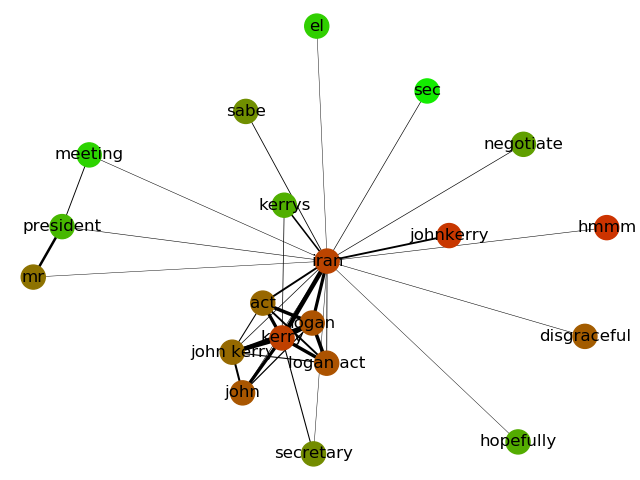 el
sec
sabe
negotiate
meeting
kerrys
president
johnkerry
hmmm
iran
mr
act
logan
kerry
disgraceful
john kerry
logan act
john
hopefully
secretary